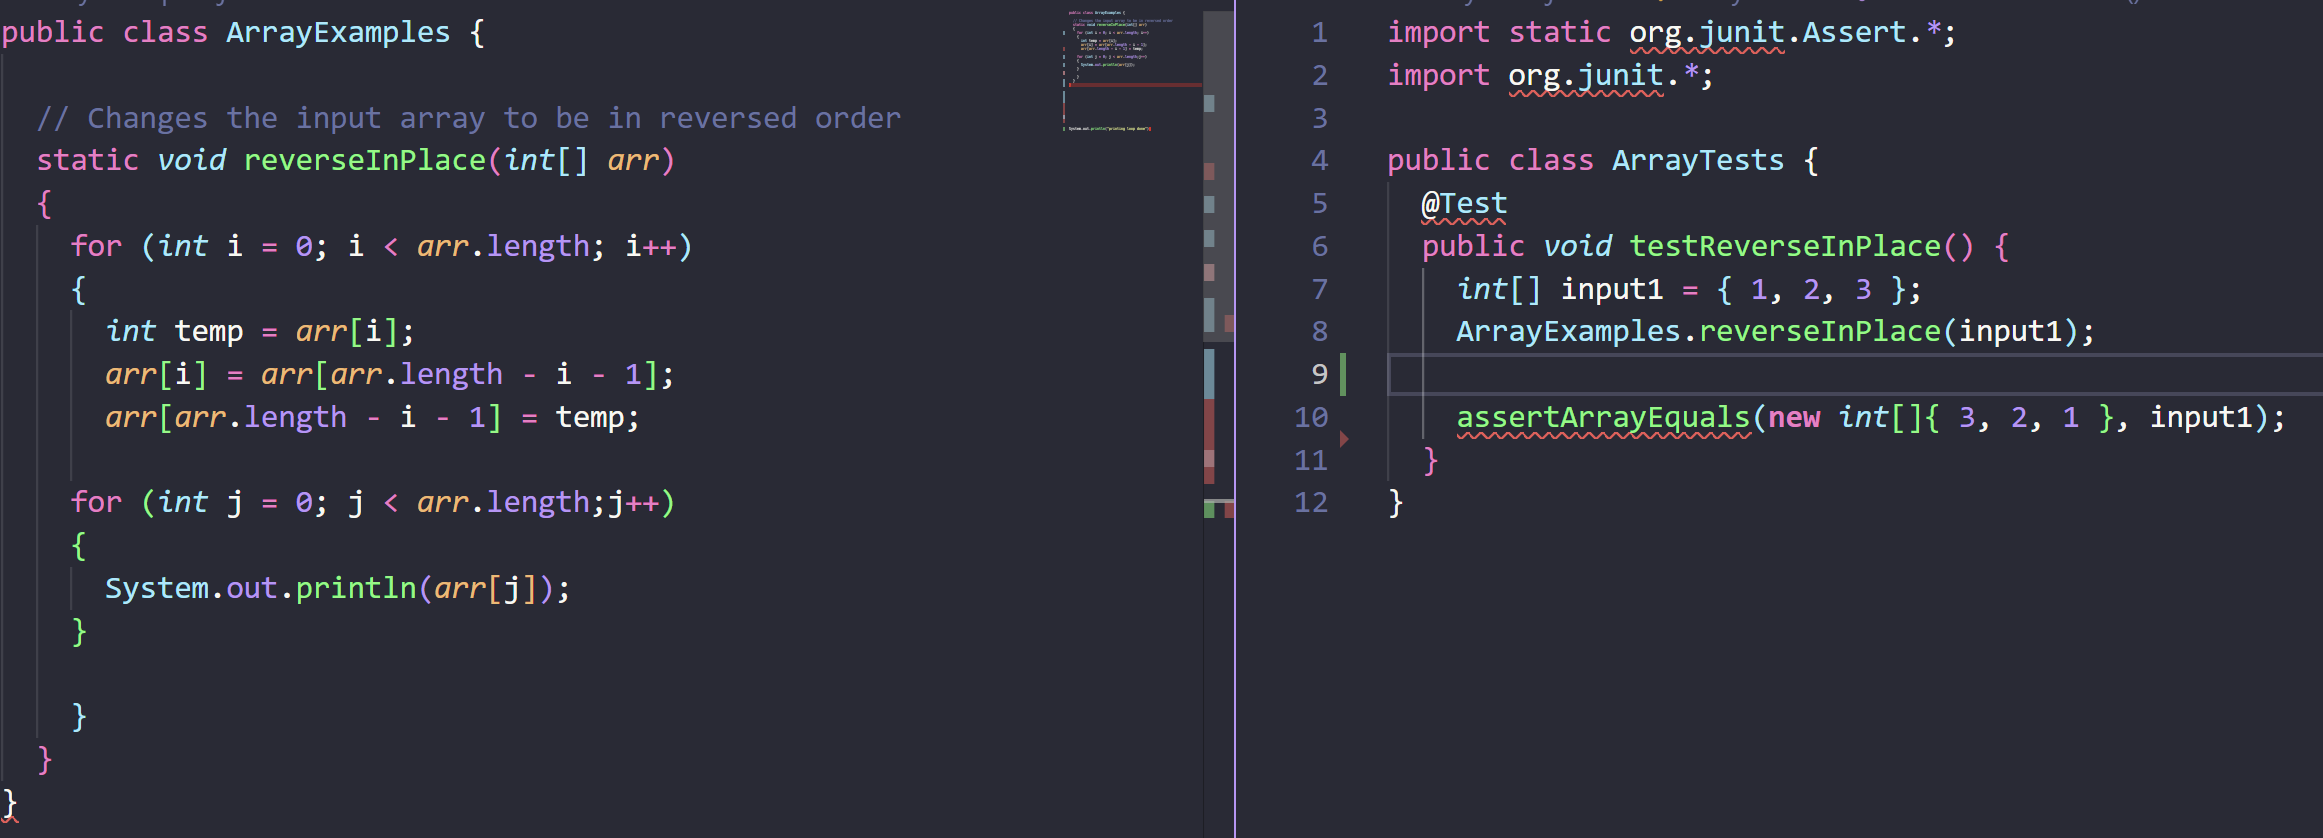 public class ArrayExamples {
// Changes the input array to be in reversed order
static void reverseInPlace(int[] arr)
{
for (int i = 0; i < arr.length; i++)
{
int temp = arr[i];
arr[i] = arr[arr.length - i - 1];
arr[arr.length - i - 1] = temp;
for (int j = 0; j < arr.length;j++)
{
System.out.println(arr[j]);
}
}
}
}
1 import static org.junit.Assert.*;
2 import org.junit.*;
3
4 public class ArrayTests {
5 @Test
6 public void testReverseInPlace() {
7 int[] input1 = { 1, 2, 3 };
8 ArrayExamples.reverseInPlace(input1);
9
10 assertArrayEquals(new int[]{ 3, 2, 1 }, input1);
11 }
12 }